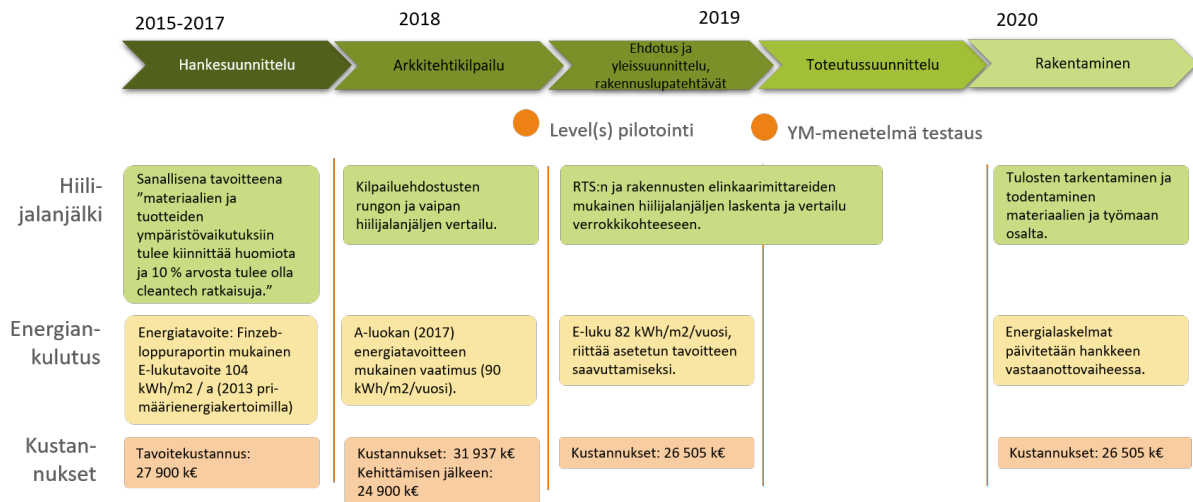 2015-2017
2018
2019
2020
Hankesuunnittelu
Arkkitehtikilpailu
Ehdotus ja
yleissuunnittelu,
rakennuslupatehtävät
Toteutussuunnittelu
Rakentaminen
Level(s) pilotointi
YM-menetelmä testaus
Hiili-
jalanjälki
Sanallisena tavoitteena
”materiaalien ja
tuotteiden
ympäristövaikutuksiin
tulee kiinnittää huomiota
ja 10 % arvosta tulee olla
cleantech ratkaisuja.”
Kilpailuehdostusten
rungon ja vaipan
hiilijalanjäljen vertailu.
RTS:n ja rakennusten elinkaarimittareiden
mukainen hiilijalanjäljen laskenta ja vertailu
verrokkikohteeseen.
Tulosten tarkentaminen ja
todentaminen
materiaalien ja työmaan
osalta.
Energian-
kulutus
Energiatavoite: Finzeb-
loppuraportin mukainen
E-lukutavoite 104
kWh/m2 / a (2013 pri-
määrienergiakertoimilla)
A-luokan (2017)
energiatavoitteen
mukainen vaatimus (90
kWh/m2/vuosi).
E-luku 82 kWh/m2/vuosi,
riittää asetetun tavoitteen
saavuttamiseksi.
Energialaskelmat
päivitetään hankkeen
vastaanottovaiheessa.
Kustan-
nukset
Tavoitekustannus:
27 900 k€
Kustannukset: 31 937 k€
Kehittämisen jälkeen:
24 900 k€
Kustannukset: 26 505 k€
Kustannukset: 26 505 k€